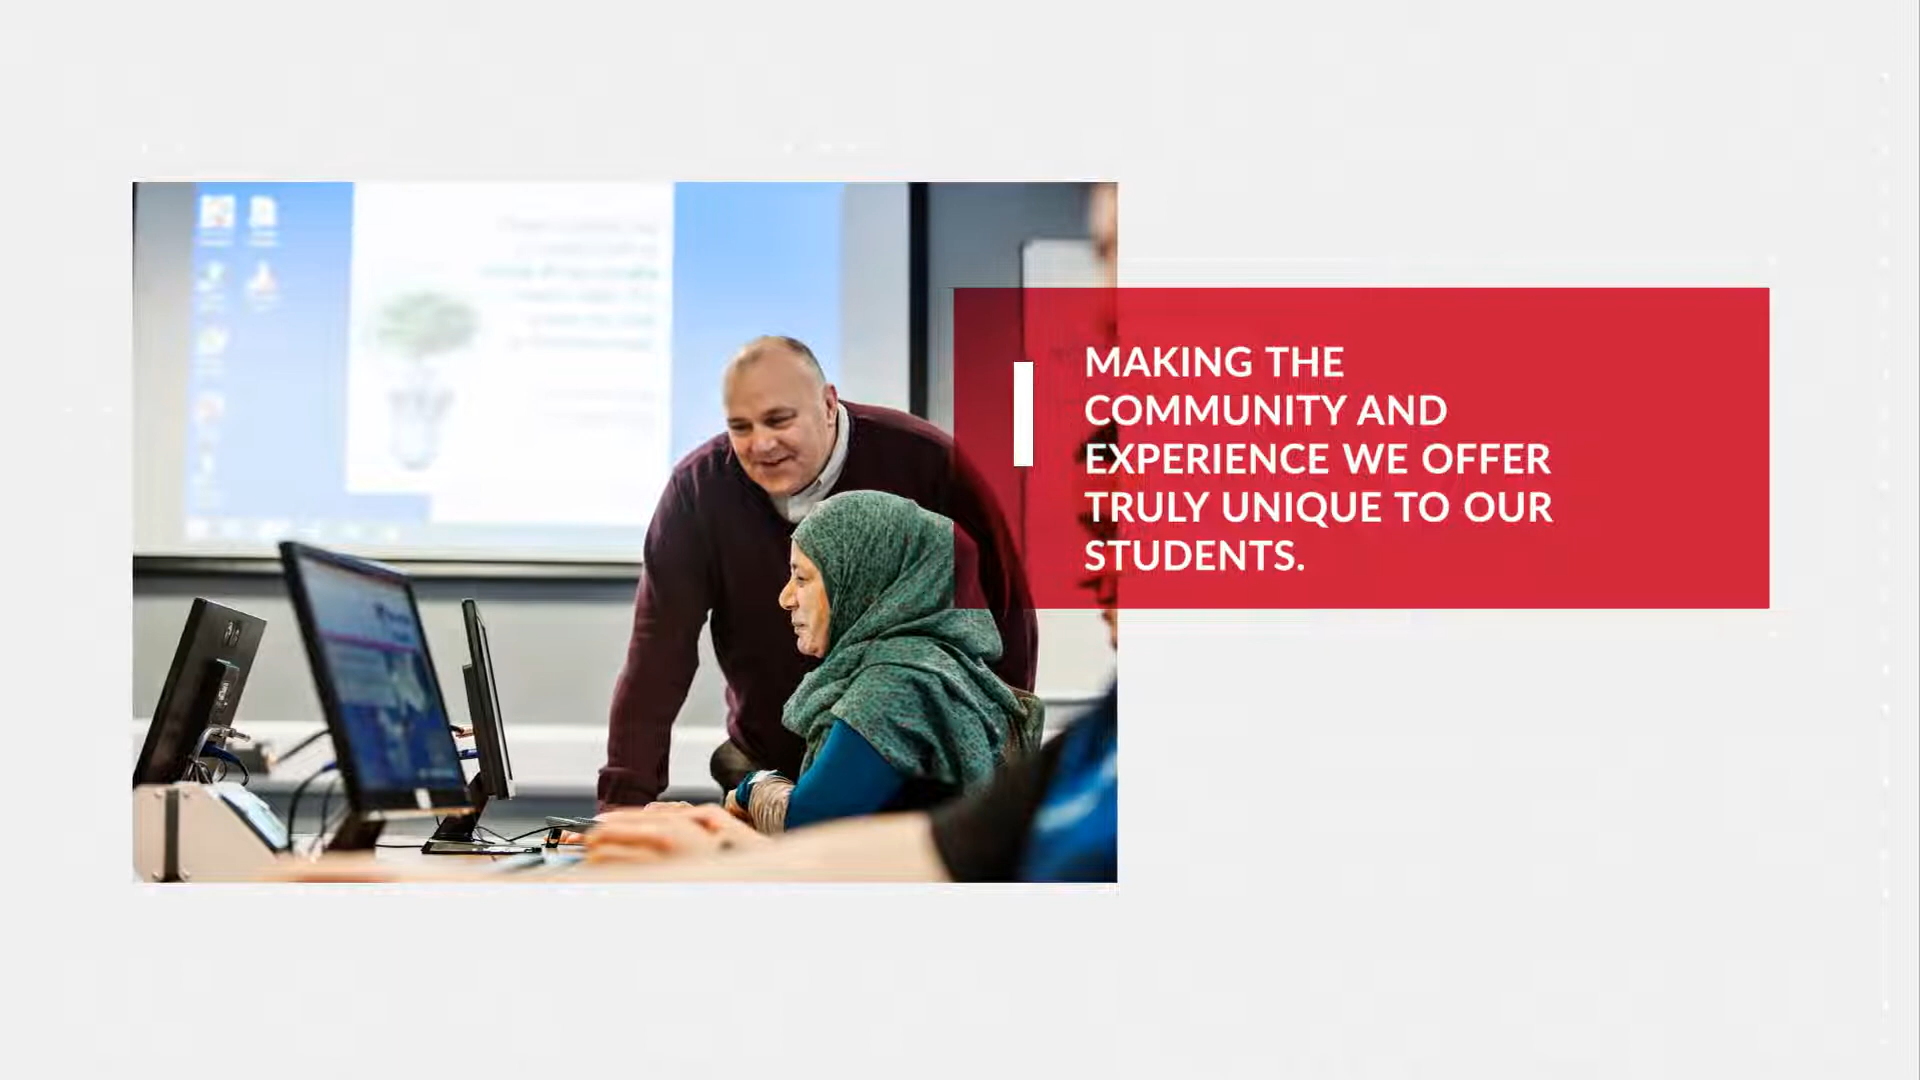 MAKING THE
COMMUNITY AND
EXPERIENCE WE OFFER
TRULY UNIQUE TO OUR
STUDENTS.